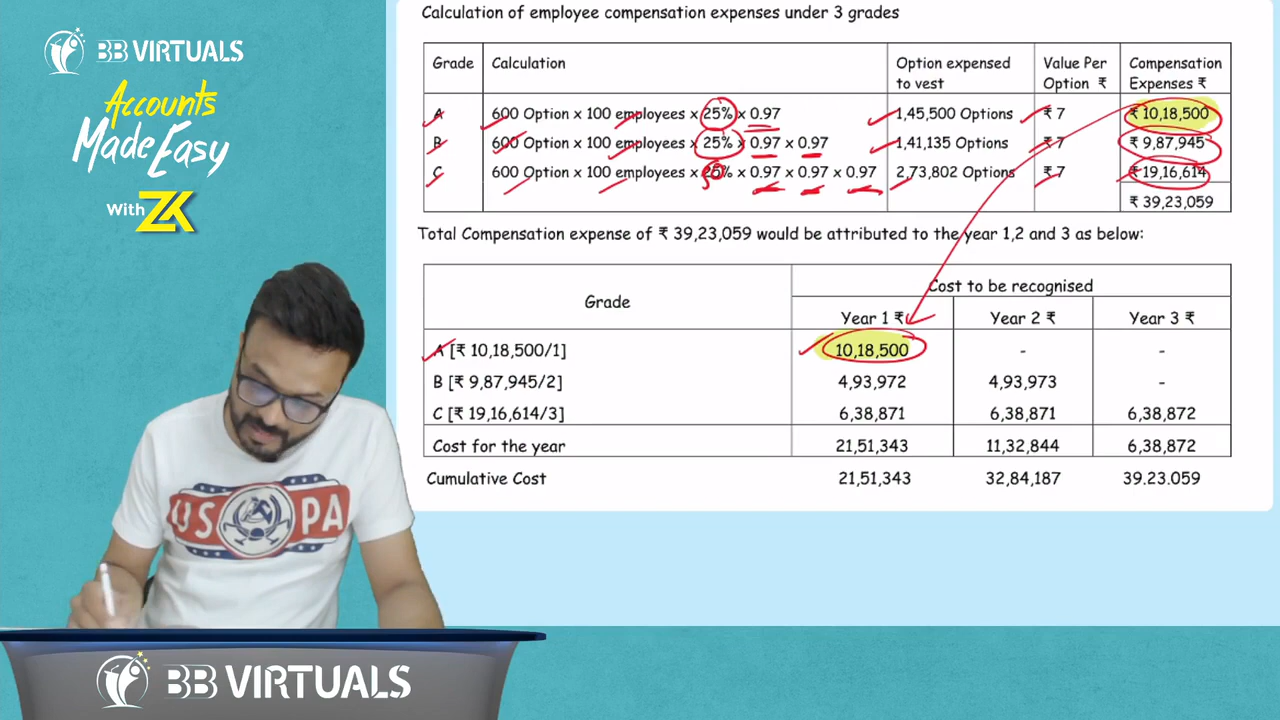 BB VIRTUALS
Accounts
Made Easy
With ZK
Calculation of employee compensation expenses under 3 grades
Grade Calculation Option expensed to vest Value Per Option ₹ Compensation Expenses ₹
A 600 Option x 100 employees x 25% x 0.97 1,45,500 Options ₹ 7 ₹ 10,18,500
B 600 Option x 100 employees x 25% x 0.97 x 0.97 1,41,135 Options ₹ 7 ₹ 9,87,945
C 600 Option x 100 employees x % x 0.97 x 0.97 x 0.97 2,73,802 Options ₹ 7 ₹ 19,16,614
₹ 39,23,059
Total Compensation expense of ₹ 39,23,059 would be attributed to the year 1,2 and 3 as below:
Grade Cost to be recognised
Year 1 ₹ Year 2 ₹ Year 3 ₹
A [₹ 10,18,500/1] 10,18,500 - -
B [₹ 9,87,945/2] 4,93,972 4,93,973 -
C [₹ 19,16,614/3] 6,38,871 6,38,871 6,38,872
Cost for the year 21,51,343 11,32,844 6,38,872
Cumulative Cost 21,51,343 32,84,187 39.23.059
US PA
BB VIRTUALS